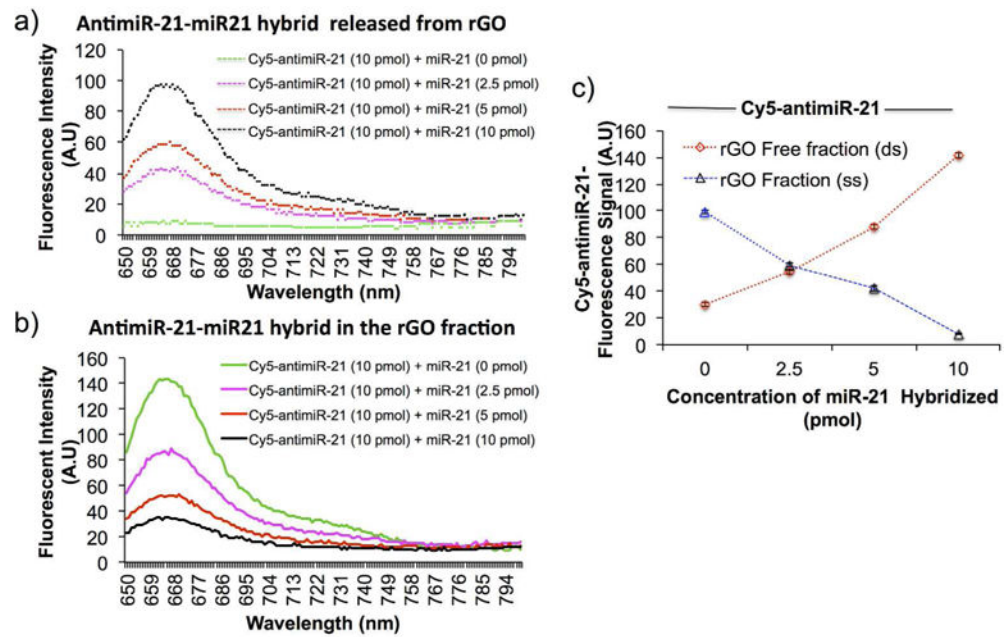 a)
AntimiR-21-miR21 hybrid released from rGO
Fluorescence Intensity
(A.U)
120
100
80
60
40
20
0
Cy5-antimiR-21 (10 pmol) + miR-21 (0 pmol)
Cy5-antimiR-21 (10 pmol) + miR-21 (2.5 pmol)
Cy5-antimiR-21 (10 pmol) + miR-21 (5 pmol)
Cy5-antimiR-21 (10 pmol) + miR-21 (10 pmol)
650 659 668 677 686 695 704 713 722 731 740 749 758 767 776 785 794
Wavelength (nm)
b)
AntimiR-21-miR21 hybrid in the rGO fraction
Fluorescent Intensity
(A.U)
160
140
120
100
80
60
40
20
0
Cy5-antimiR-21 (10 pmol) + miR-21 (0 pmol)
Cy5-antimiR-21 (10 pmol) + miR-21 (2.5 pmol)
Cy5-antimiR-21 (10 pmol) + miR-21 (5 pmol)
Cy5-antimiR-21 (10 pmol) + miR-21 (10 pmol)
650 659 668 677 686 695 704 713 722 731 740 749 758 767 776 785 794
Wavelength (nm)
c)
Cy5-antimiR-21
Cy5-antimiR-21-
Fluorescence Signal (A.U)
160
140
120
100
80
60
40
20
0
rGO Free fraction (ds)
rGO Fraction (ss)
0 2.5 5 10
Concentration of miR-21 Hybridized
(pmol)